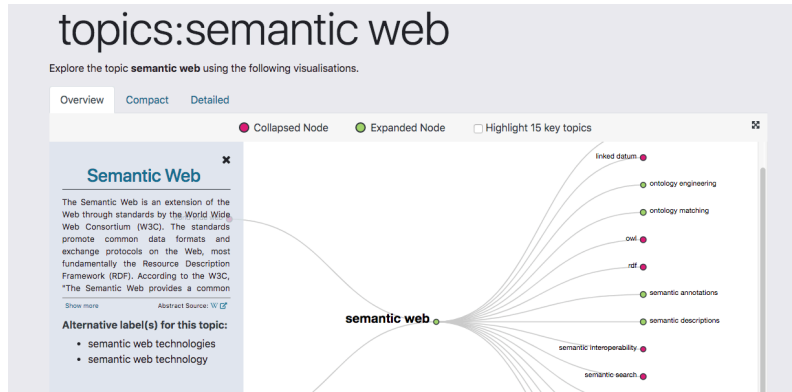 topics:semantic web
Explore the topic semantic web using the following visualisations.
Overview Compact Detailed
Collapsed Node Expanded Node Highlight 15 key topics
Semantic Web
The Semantic Web is an extension of the
Web through standards by the World Wide
Web Consortium (W3C). The standards
promote common data formats and
exchange protocols on the Web, most
fundamentally the Resource Description
Framework (RDF). According to the W3C,
"The Semantic Web provides a common
Show more Abstract Source: W
Alternative label(s) for this topic:
semantic web technologies
semantic web technology
semantic web
linked datum
ontology engineering
ontology matching
owl
rdf
semantic annotations
semantic descriptions
semantic interoperability
semantic search